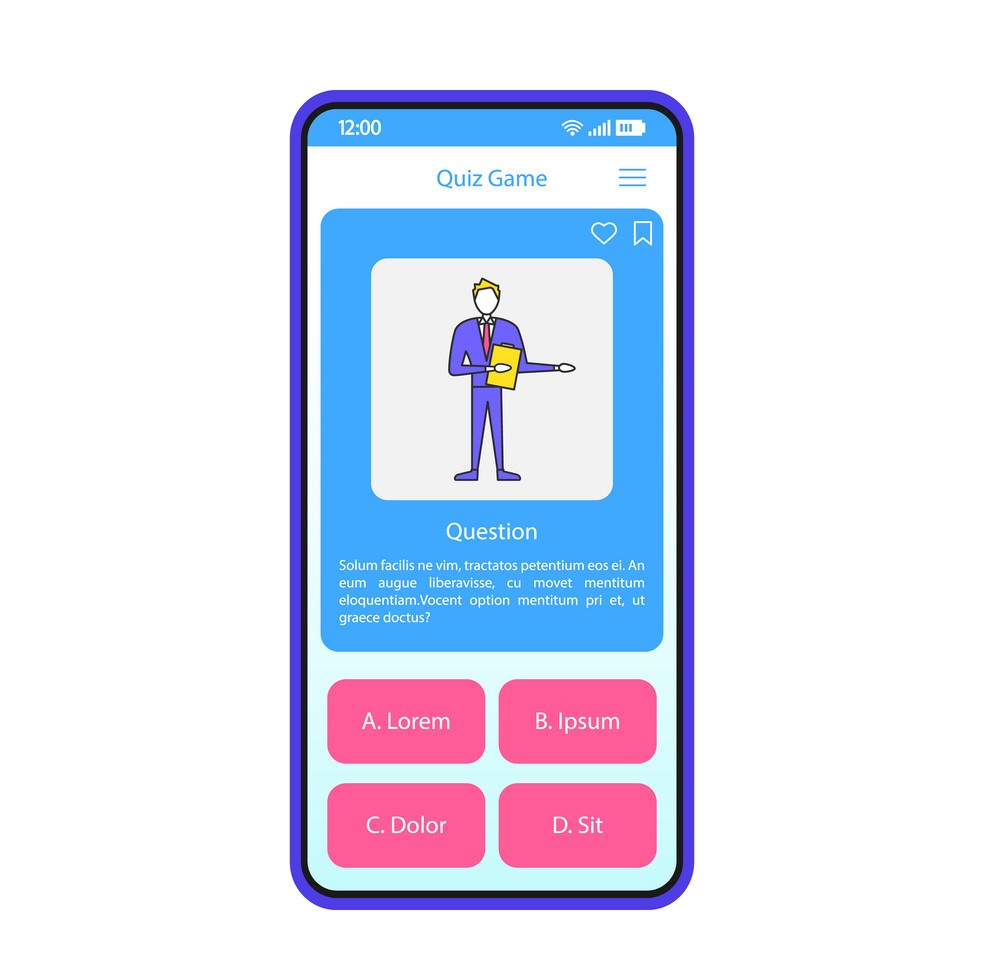 12:00
Quiz Game
Question
Solum facilis ne vim, tractatos petentium eos ei. An
eum augue liberavisse, cu movet mentitum
eloquentiam.Vocent option mentitum pri et, ut
graece doctus?
A. Lorem
B. Ipsum
C. Dolor
D. Sit